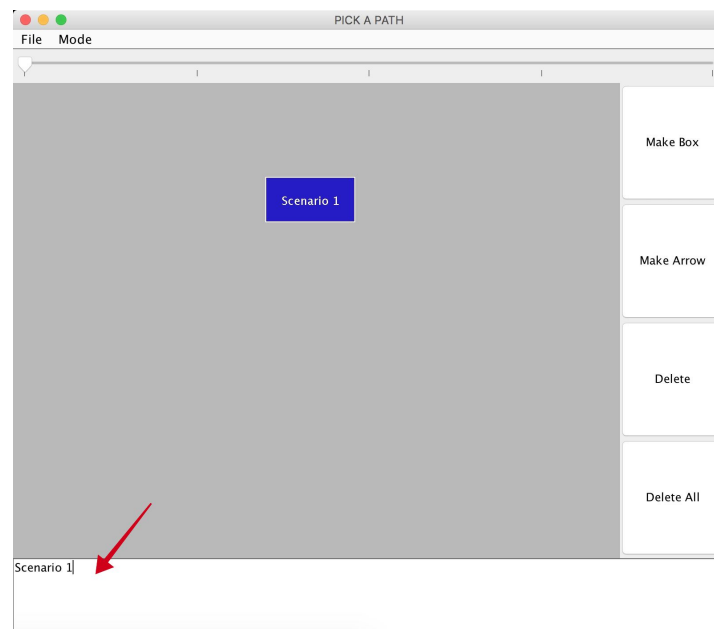 PICK A PATH
File Mode
Make Box
Scenario 1
Make Arrow
Delete
Delete All
Scenario 1